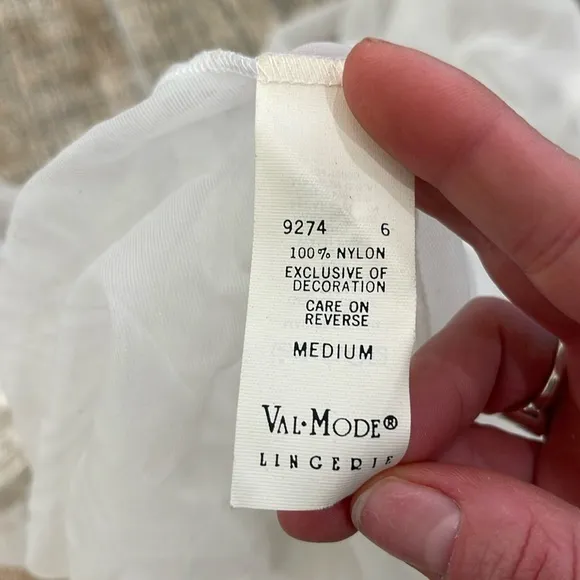 9274 6
100% NYLON
EXCLUSIVE OF
DECORATION
CARE ON
REVERSE
MEDIUM
VAL·MODE®
LINGERIE